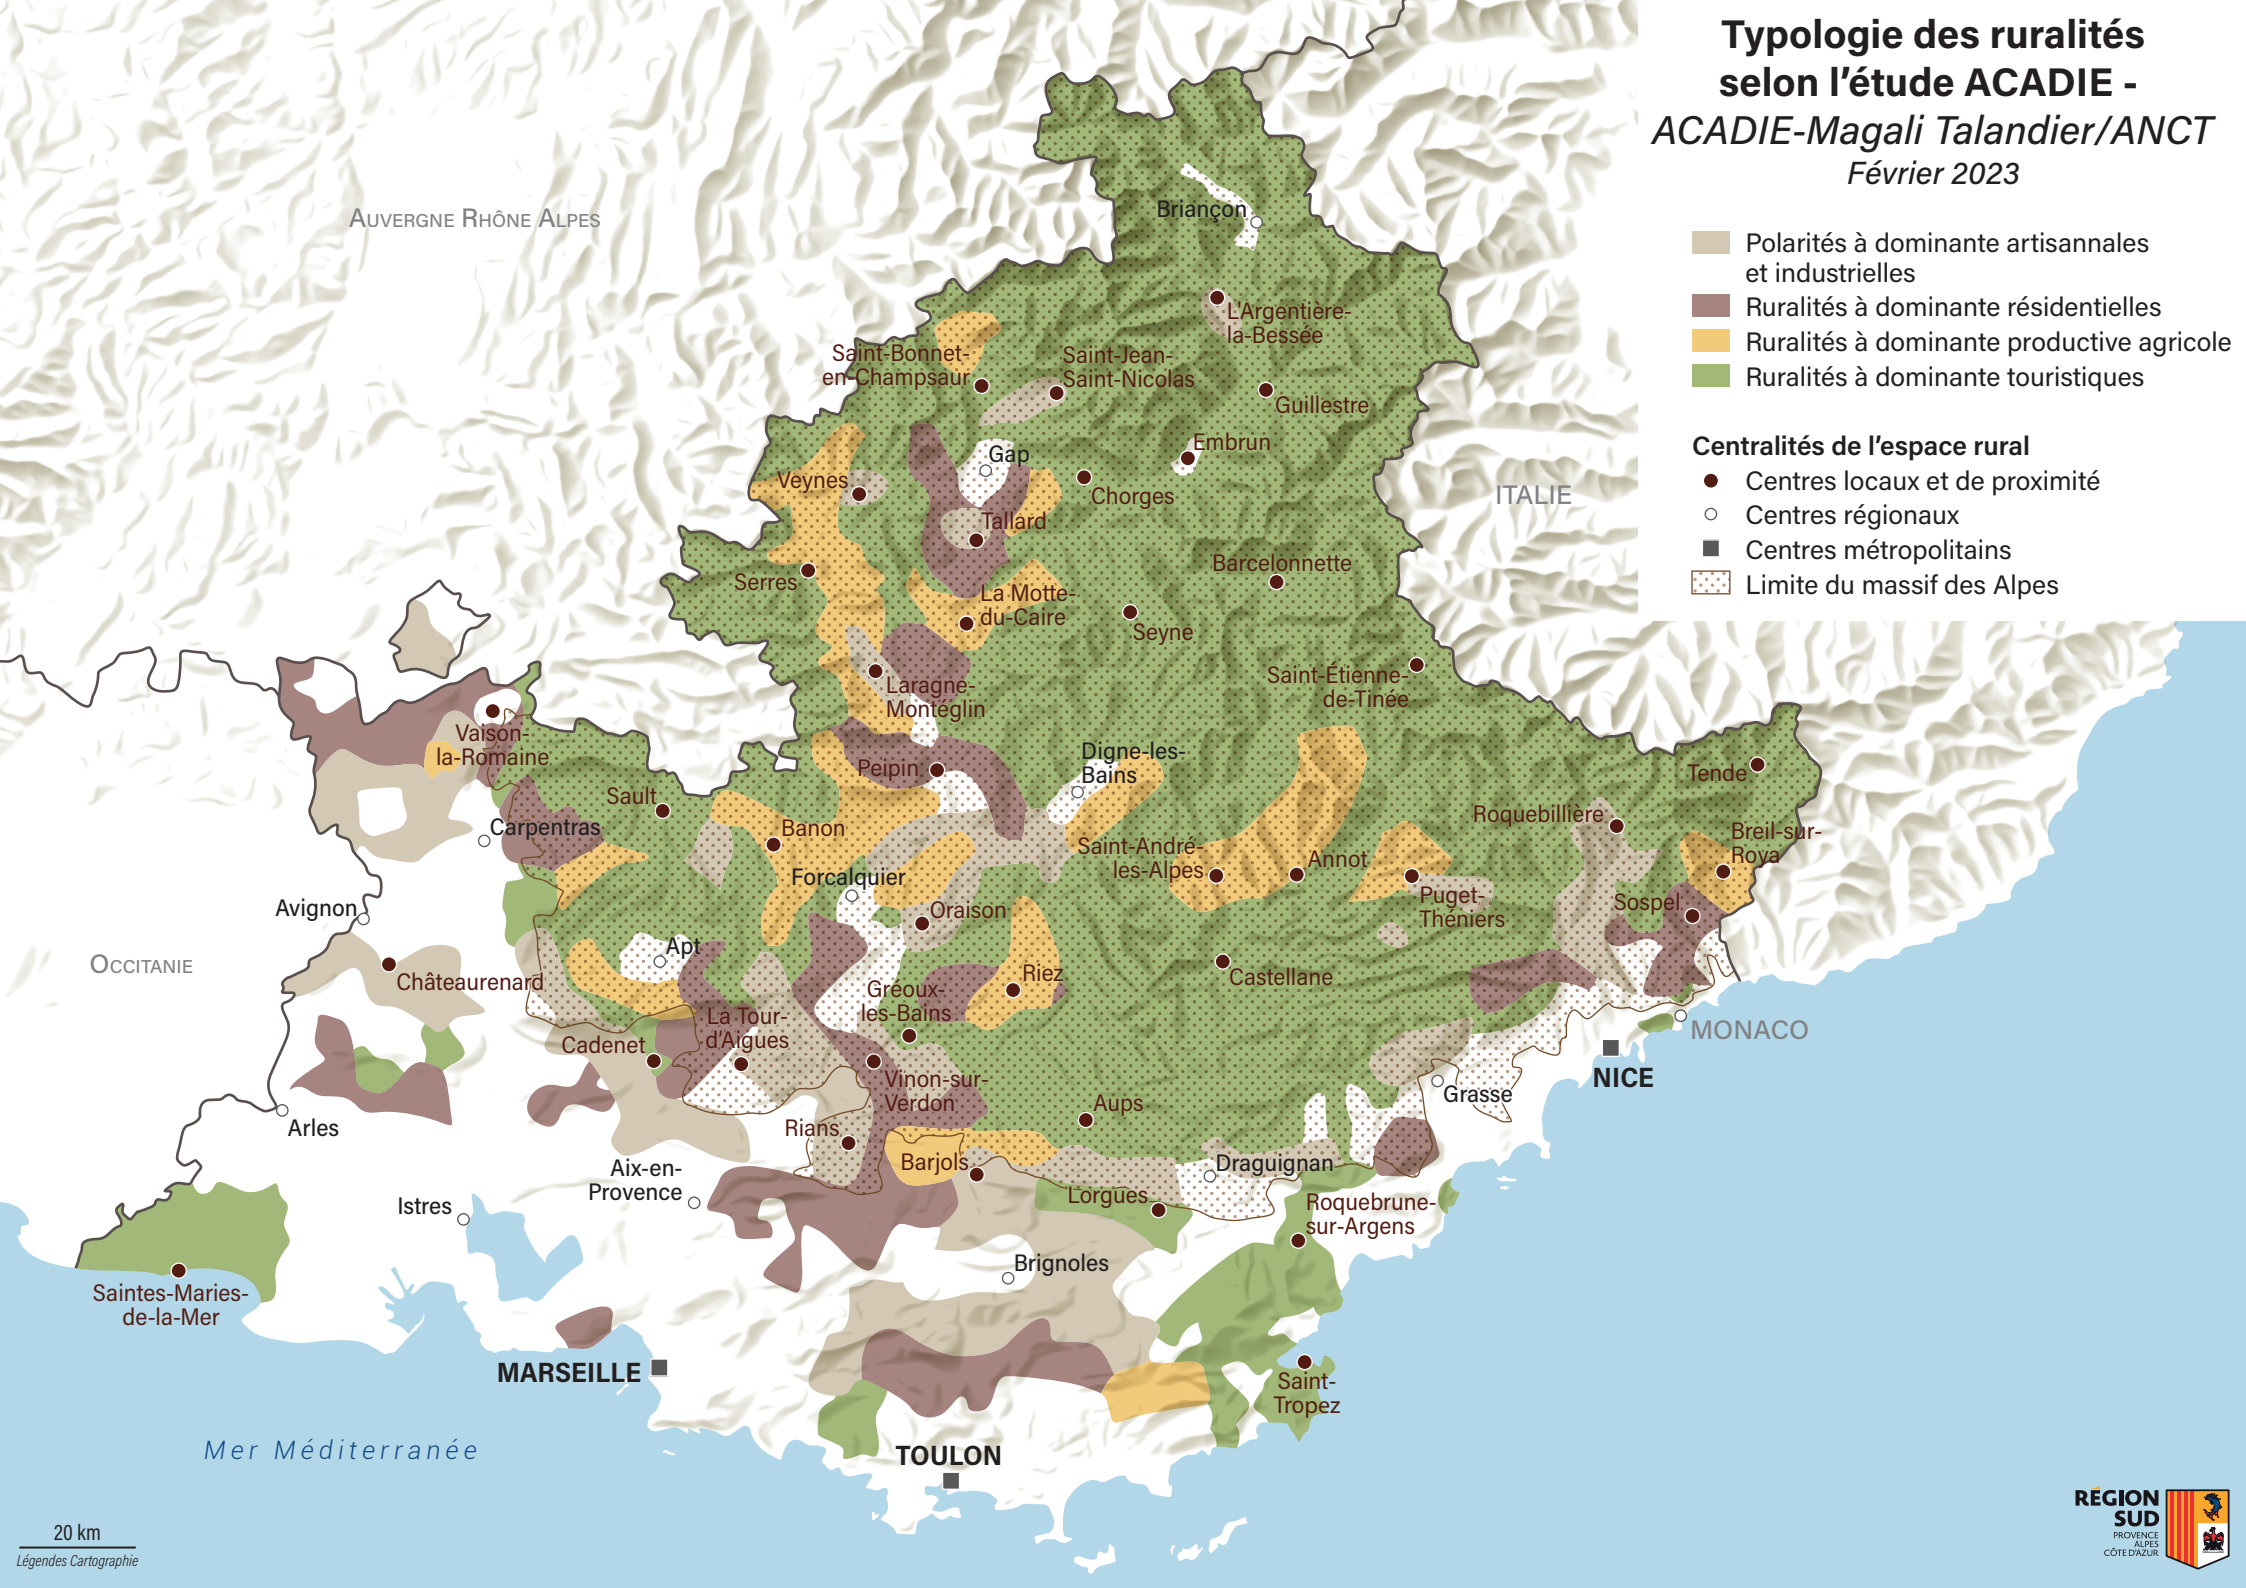 Typologie des ruralités
selon l'étude ACADIE -
ACADIE-Magali Talandier/ANCT
Février 2023
Polarités à dominante artisannales
et industrielles
Ruralités à dominante résidentielles
Ruralités à dominante productive agricole
Ruralités à dominante touristiques
Centralités de l'espace rural
Centres locaux et de proximité
Centres régionaux
Centres métropolitains
Limite du massif des Alpes
AUVERGNE RHÔNE ALPES
Briançon
L'Argentière-
la-Bessée
Saint-Bonnet-
en-Champsaur
Saint-Jean-
Saint-Nicolas
Guillestre
Embrun
Gap
Veynes
Chorges
ITALIE
Tallard
Serres
La Motte-
du-Caire
Barcelonnette
Seyne
Saint-Étienne-
de-Tinée
Laragne-
Montéglin
Vaison-
la-Romaine
Peipin
Digne-les-
Bains
Tende
Sault
Banon
Carpentras
Roquebillière
Breil-sur-
Roya
Saint-André-
les-Alpes
Annot
Forcalquier
Puget-
Théniers
Sospel
Avignon
Oraison
Apt
OCCITANIE
Châteaurenard
Riez
Castellane
Gréoux-
les-Bains
La Tour-
d'Aigues
Cadenet
MONACO
NICE
Vinon-sur-
Verdon
Grasse
Aups
Arles
Rians
Barjols
Draguignan
Aix-en-
Provence
Lorgues
Istres
Roquebrune-
sur-Argens
Brignoles
Saintes-Maries-
de-la-Mer
MARSEILLE
Saint-
Tropez
Mer Méditerranée
TOULON
20 km
Légendes Cartographie
RÉGION
SUD
PROVENCE
ALPES
CÔTE D'AZUR